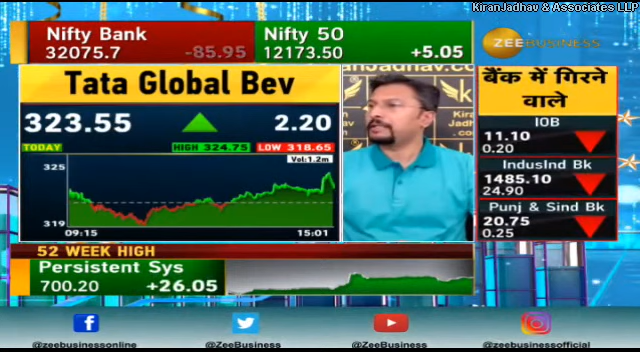 KiranJadhav & Associates LLP
Nifty Bank
32075.7 -85.95
Nifty 50
12173.50 +5.05
ZEE BUSINESS
Tata Global Bev
323.55 2.20
TODAY HIGH 324.75 LOW 318.65
Vol:1.2m
325
319
09:15 15:01
बैंक में गिरने
वाले
IOB
11.10
0.20
IndusInd Bk
1485.10
24.90
Punj & Sind Bk
20.75
0.25
52 WEEK HIGH
Persistent Sys
700.20 +26.05
@zeebusinessonline
@ZeeBusiness
@ZeeBusiness
@zeebusinessofficial